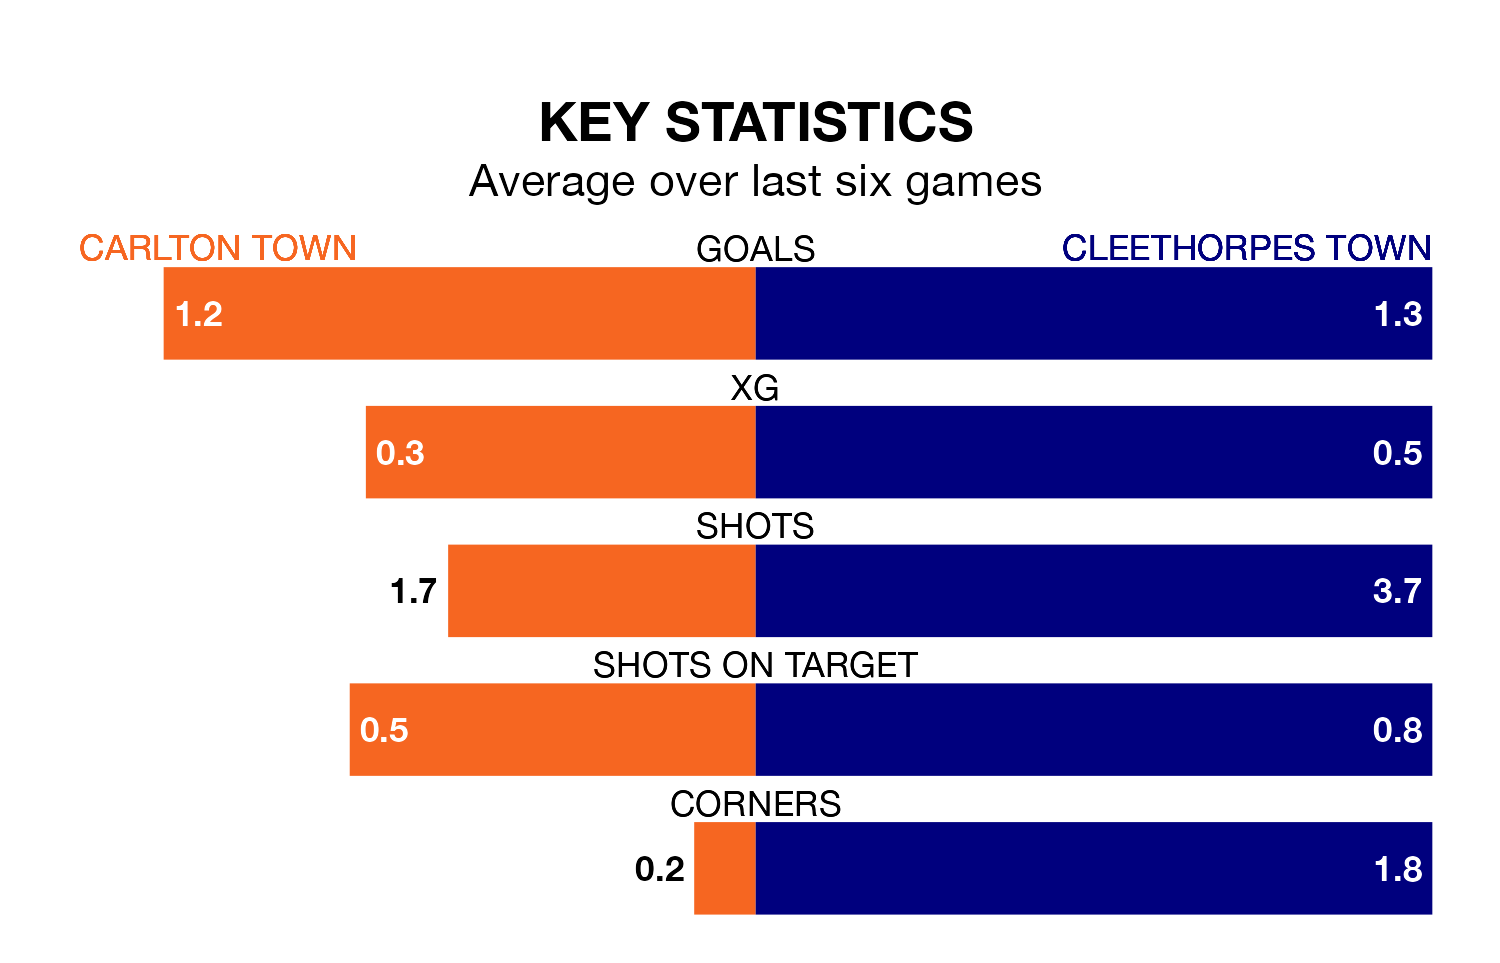 KEY STATISTICS
Average over last six games
CARLTON TOWN GOALS CLEETHORPES TOWN
1.2 1.3
XG
0.3 0.5
SHOTS
1.7 3.7
SHOTS ON TARGET
0.5 0.8
CORNERS
0.2 1.8